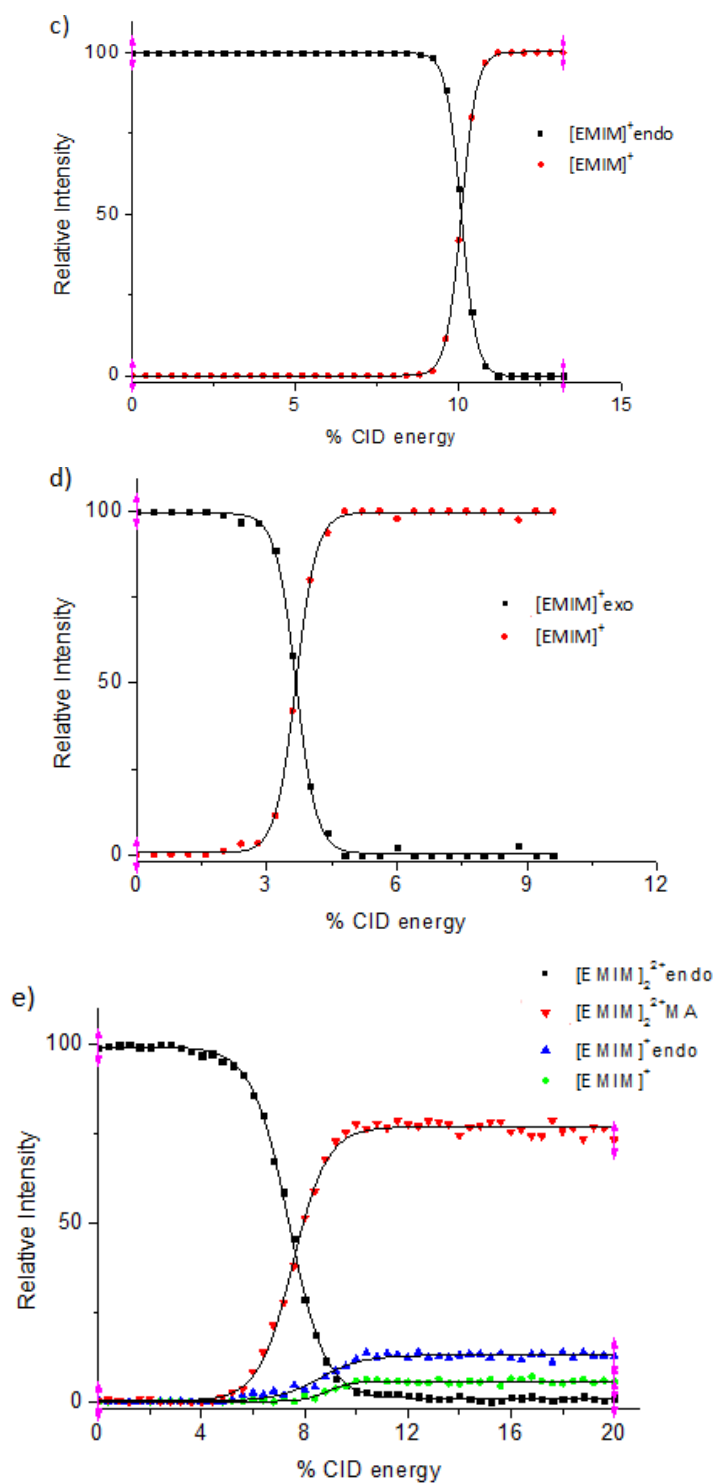 c)
100
50
0
Relative Intensity
[EMIM]⁺endo
[EMIM]⁺
0 5 10 15
% CID energy
d)
100
50
0
Relative Intensity
[EMIM]⁺exo
[EMIM]⁺
0 3 6 9 12
% CID energy
e)
100
50
0
Relative Intensity
[EMIM]₂²⁺endo
[EMIM]₂²⁺MA
[EMIM]⁺endo
[EMIM]⁺
0 4 8 12 16 20
% CID energy